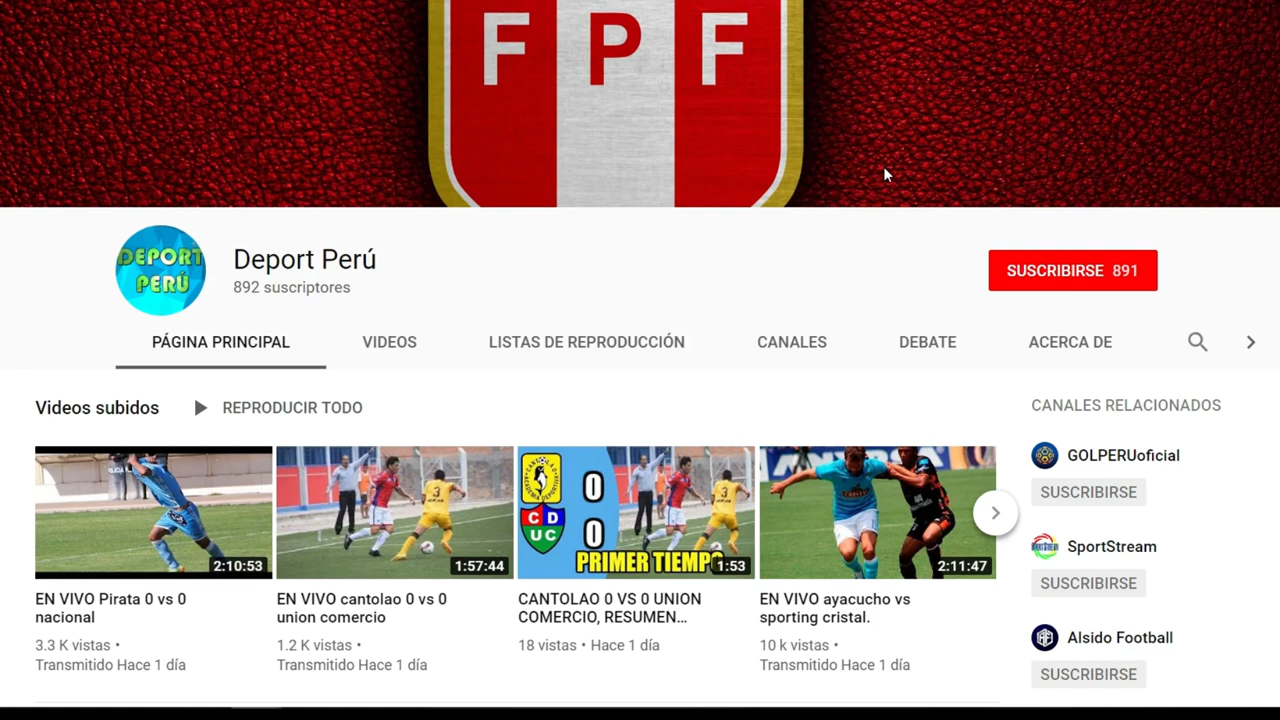 F P F
DEPORT
PERÚ
Deport Perú
892 suscriptores
SUSCRIBIRSE 891
PÁGINA PRINCIPAL
VIDEOS
LISTAS DE REPRODUCCIÓN
CANALES
DEBATE
ACERCA DE
Videos subidos
REPRODUCIR TODO
2:10:53
EN VIVO Pirata 0 vs 0
nacional
3.3 K vistas •
Transmitido Hace 1 día
1:57:44
EN VIVO cantolao 0 vs 0
union comercio
1.2 K vistas •
Transmitido Hace 1 día
0
0
C D
U C
PRIMER TIEMPO
1:53
CANTOLAO 0 VS 0 UNION
COMERCIO, RESUMEN...
18 vistas • Hace 1 día
2:11:47
EN VIVO ayacucho vs
sporting cristal.
10 k vistas •
Transmitido Hace 1 día
CANALES RELACIONADOS
GOLPERUoficial
SUSCRIBIRSE
SportStream
SUSCRIBIRSE
Alsido Football
SUSCRIBIRSE